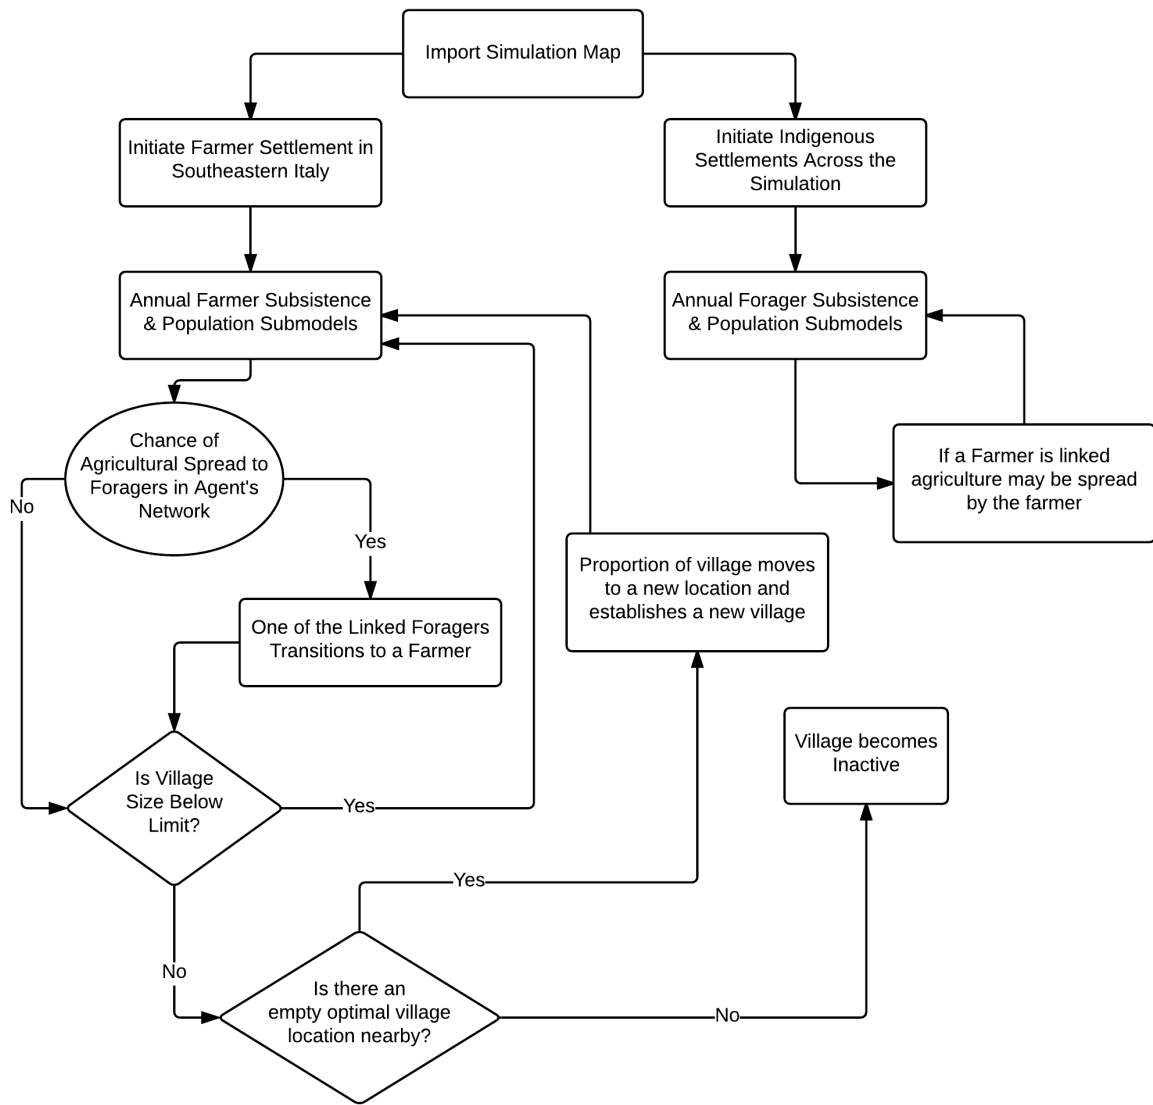 Import Simulation Map
Initiate Farmer Settlement in
Southeastern Italy
Initiate Indigenous
Settlements Across the
Simulation
Annual Farmer Subsistence
& Population Submodels
Annual Forager Subsistence
& Population Submodels
Chance of
Agricultural Spread to
Foragers in Agent's
Network
No
Yes
If a Farmer is linked
agriculture may be spread
by the farmer
Proportion of village moves
to a new location and
establishes a new village
One of the Linked Foragers
Transitions to a Farmer
Is Village
Size Below
Limit?
Yes
Village becomes
Inactive
Yes
No
Is there an
empty optimal village
location nearby?
No